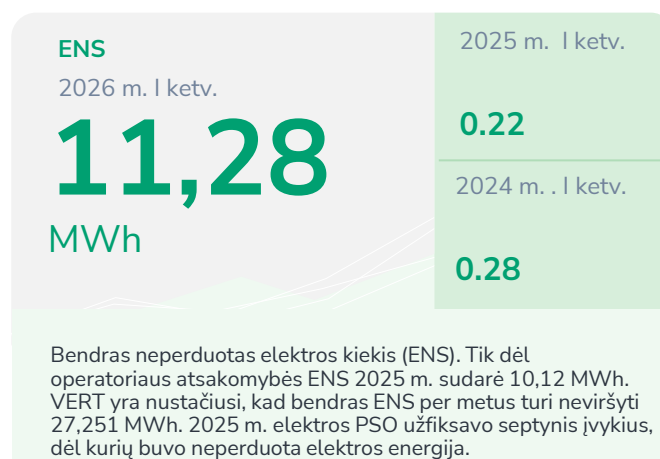 ENS
2026 m. I ketv.
11,28
MWh
2025 m.  I ketv.
0.22
2024 m. . I ketv.
0.28
Bendras neperduotas elektros kiekis (ENS). Tik dėl
operatoriaus atsakomybės ENS 2025 m. sudarė 10,12 MWh.
VERT yra nustačiusi, kad bendras ENS per metus turi neviršyti
27,251 MWh. 2025 m. elektros PSO užfiksavo septynis įvykius,
dėl kurių buvo neperduota elektros energija.